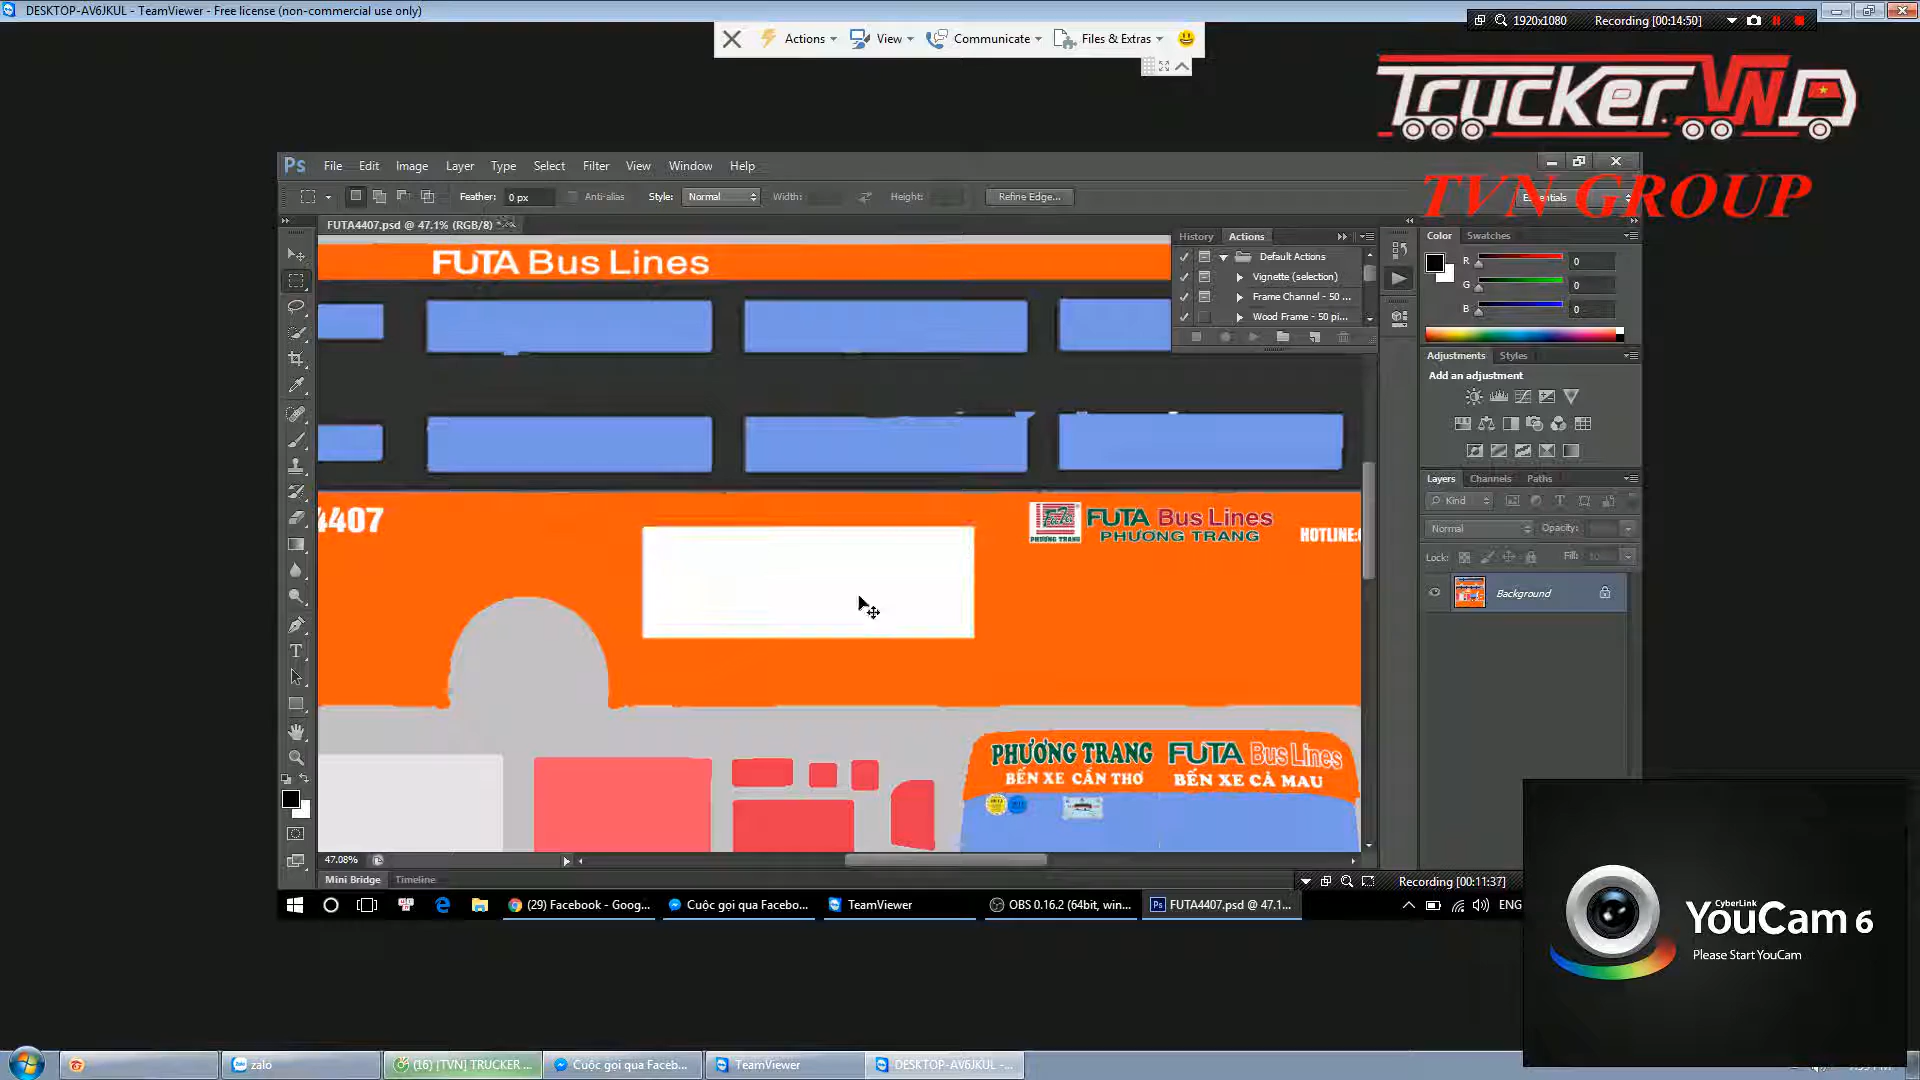 DESKTOP-AV6JKUL - TeamViewer - Free license (non-commercial use only)
1920x1080
Recording [00:14:50]
Actions
View
Communicate
Files & Extras
TRUCKERVN
TVN GROUP
Ps
File Edit Image Layer Type Select Filter View Window Help
Feather: 0 px
Anti-alias
Style: Normal
Width:
Height:
Refine Edge...
Essentials
FUTA4407.psd @ 47.1% (RGB/8)
FUTA Bus Lines
History
Actions
Default Actions
Vignette (selection)
Frame Channel - 50 ...
Wood Frame - 50 pi...
Color
Swatches
R 0
G 0
B 0
Adjustments
Styles
Add an adjustment
Layers
Channels
Paths
Kind
Normal
Opacity:
Lock:
Fill:
Background
4407
FUTA
PHƯƠNG TRANG
FUTA Bus Lines
PHƯƠNG TRANG
HOTLINE:
PHƯƠNG TRANG FUTA Bus Lines
BẾN XE CẦN THƠ BẾN XE CÀ MAU
47.08%
Mini Bridge
Timeline
Recording [00:11:37]
(29) Facebook - Goog...
Cuộc gọi qua Facebo...
TeamViewer
OBS 0.16.2 (64bit, win...
Ps
FUTA4407.psd @ 47.1...
ENG
CyberLink
YouCam 6
Please Start YouCam
zalo
(16) [TVN] TRUCKER ...
Cuộc gọi qua Faceb...
TeamViewer
DESKTOP-AV6JKUL -...